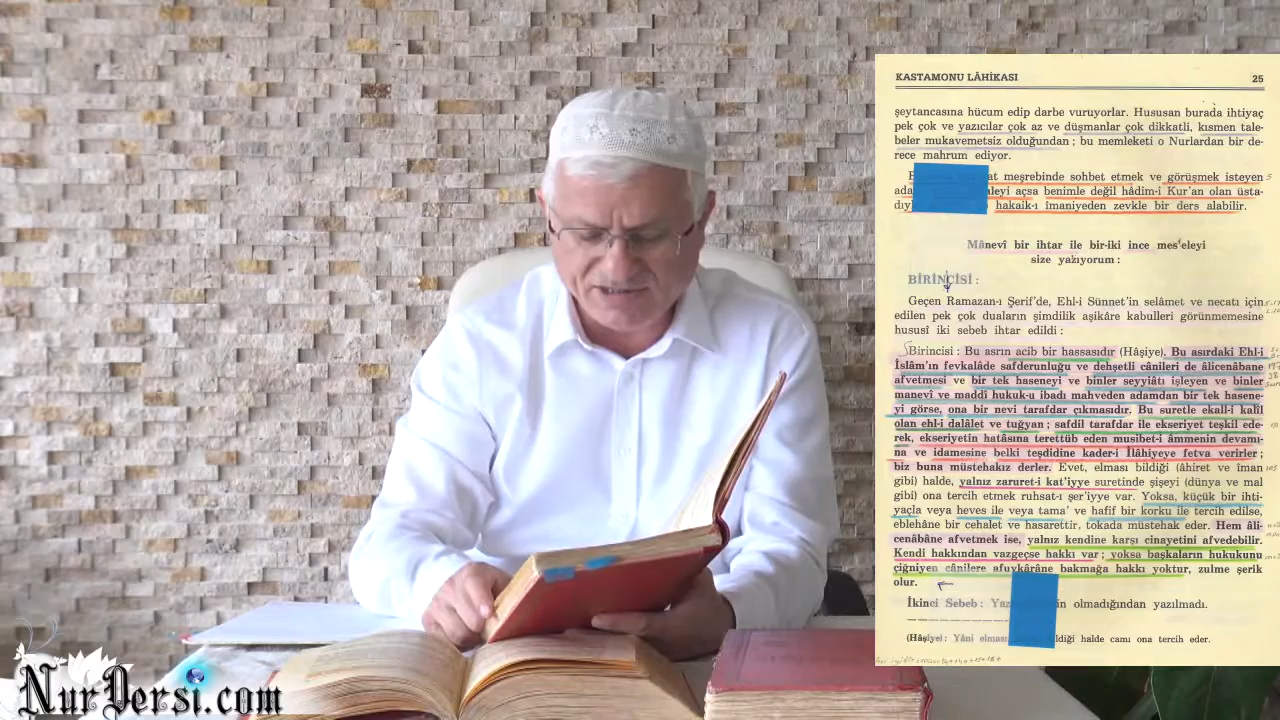 KASTAMONU LÂHİKASI 25
şeytancasına hücum edip darbe vuruyorlar. Hususan burada ihtiyaç
pek çok ve yazıcılar çok az ve düşmanlar çok dikkatli, kısmen tale-
beler mukavemetsiz olduğundan ; bu memleketi o Nurlardan bir de-
rece mahrum ediyor.
meşrebinde sohbet etmek ve görüşmek isteyen
açsa benimle değil hâdim-i Kur'an olan üsta-
hakaik-ı imaniyeden zevkle bir ders alabilir.
Mânevî bir ihtar ile bir-iki ince mes'eleyi
size yazıyorum :
BİRİNCİSİ :
Geçen Ramazan-ı Şerif'de, Ehl-i Sünnet'in selâmet ve necatı için
edilen pek çok duaların şimdilik aşikâre kabulleri görünmemesine
hususî iki sebeb ihtar edildi :
Birincisi : Bu asrın acib bir hassasıdır (Hâşiye). Bu asırdaki Ehl-i
İslâm'ın fevkalâde safderunluğu ve dehşetli cânileri de âlicenâbane
afvetmesi ve bir tek haseneyi ve binler seyyiâtı işleyen ve binler
manevî ve maddî hukuk-u ibadı mahveden adamdan bir tek hasene-
yi görse, ona bir nevi tarafdar çıkmasıdır. Bu suretle ekall-i kalîl
olan ehl-i dalâlet ve tuğyan ; safdil tarafdar ile ekseriyet teşkil ede-
rek, ekseriyetin hatâsına terettüb eden musibet-i âmmenin devamı-
na ve idamesine belki teşdidine kader-i İlâhiyeye fetva verirler ;
biz buna müstehakız derler. Evet, elması bildiği (âhiret ve iman
gibi) halde, yalnız zaruret-i kat'iyye suretinde şişeyi (dünya ve mal
gibi) ona tercih etmek ruhsat-ı şer'iyye var. Yoksa, küçük bir ihti-
yaçla veya heves ile veya tama' ve hafif bir korku ile tercih edilse,
eblehâne bir cehalet ve hasarettir, tokada müstehak eder. Hem âli-
cenâbâne afvetmek ise, yalnız kendine karşı cinayetini afvedebilir.
Kendi hakkından vazgeçse hakkı var ; yoksa başkaların hukukunu
çiğniyen cânilere afuvkârâne bakmağa hakkı yoktur, zulme şerik
olur.
İkinci Sebeb : olmadığından yazılmadı.
(Hâşiye) : Yâni elması bildiği halde camı ona tercih eder.
NurDersi.com